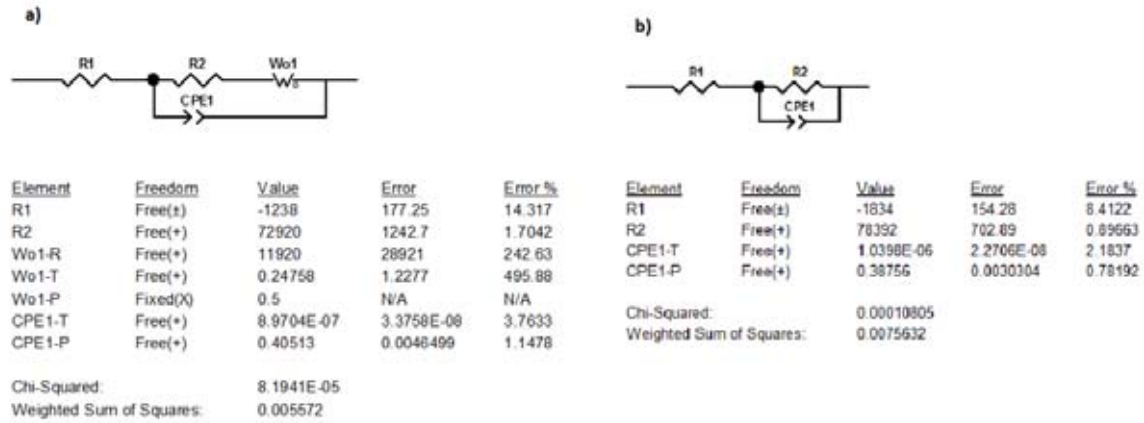 a)
R1 R2 Wo1
CPE1
Element Freedom Value Error Error %
R1 Free(±) -1238 177.25 14.317
R2 Free(+) 72920 1242.7 1.7042
Wo1-R Free(+) 11920 28921 242.63
Wo1-T Free(+) 0.24758 1.2277 495.88
Wo1-P Fixed(X) 0.5 N/A N/A
CPE1-T Free(+) 8.9704E-07 3.3758E-08 3.7633
CPE1-P Free(+) 0.40513 0.0046499 1.1478
Chi-Squared: 8.1941E-05
Weighted Sum of Squares: 0.005572
b)
R1 R2
CPE1
Element Freedom Value Error Error %
R1 Free(±) -1834 154.28 8.4122
R2 Free(+) 78392 702.89 0.89663
CPE1-T Free(+) 1.0398E-06 2.2706E-08 2.1837
CPE1-P Free(+) 0.38756 0.0030304 0.78192
Chi-Squared: 0.00010805
Weighted Sum of Squares: 0.0075632